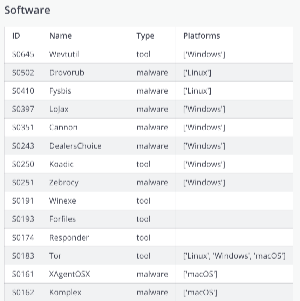 Software
ID Name Type Platforms
S0645 Wevtutil tool ['Windows']
S0502 Drovorub malware ['Linux']
S0410 Fysbis malware ['Linux']
S0397 LoJax malware ['Windows']
S0351 Cannon malware ['Windows']
S0243 DealersChoice malware ['Windows']
S0250 Koadic tool ['Windows']
S0251 Zebrocy malware ['Windows']
S0191 Winexe tool
S0193 Forfiles tool
S0174 Responder tool
S0183 Tor tool ['Linux', 'Windows', 'macOS']
S0161 XAgentOSX malware ['macOS']
S0162 Komplex malware ['macOS']